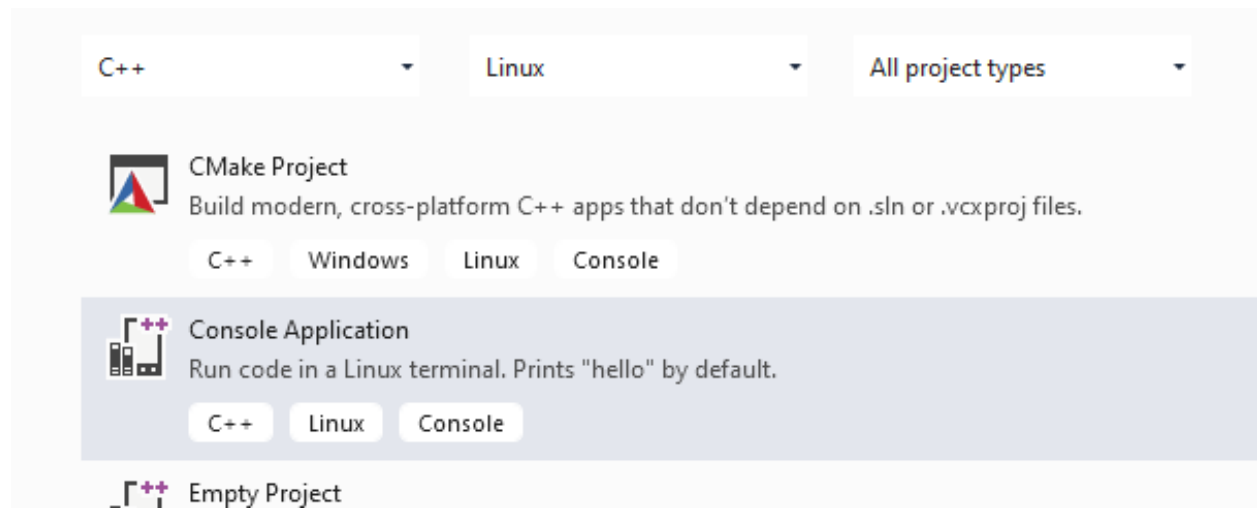 C++ Linux All project types
CMake Project
Build modern, cross-platform C++ apps that don't depend on .sln or .vcxproj files.
C++ Windows Linux Console
Console Application
Run code in a Linux terminal. Prints "hello" by default.
C++ Linux Console
Empty Project